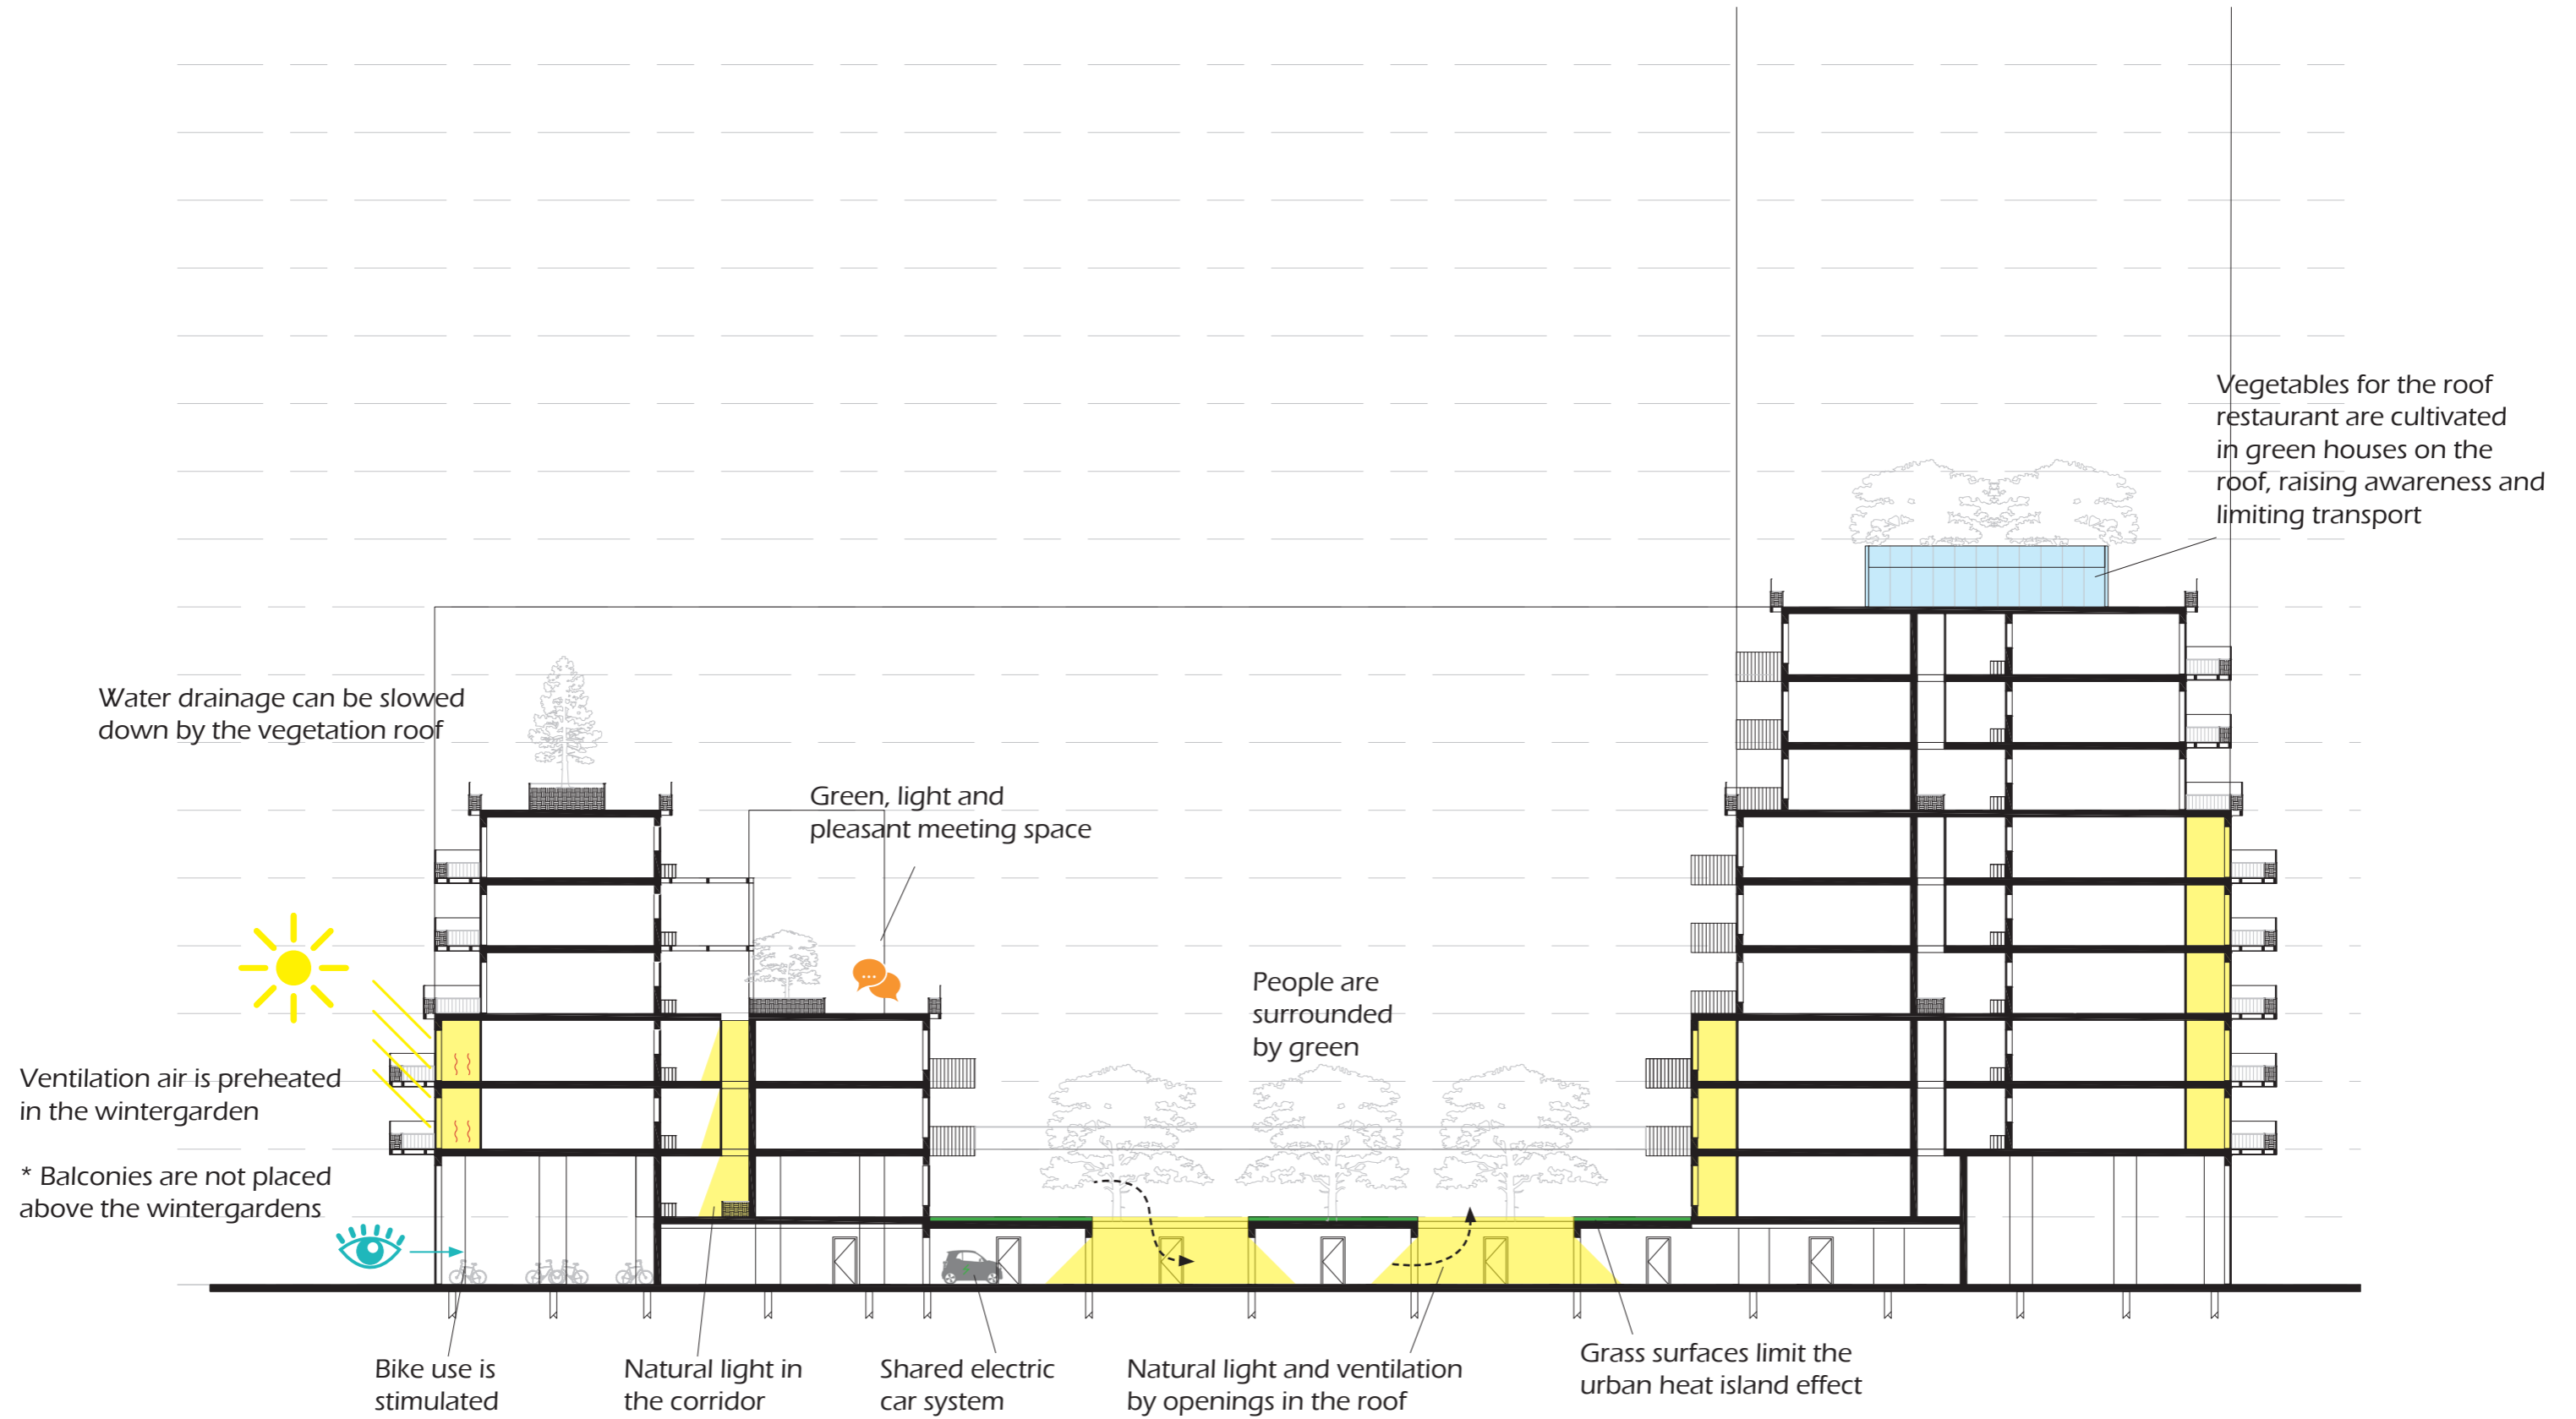 Vegetables for the roof
restaurant are cultivated
in green houses on the
roof, raising awareness and
limiting transport
Water drainage can be slowed
down by the vegetation roof
Green, light and
pleasant meeting space
People are
surrounded
by green
Ventilation air is preheated
in the wintergarden
* Balconies are not placed
above the wintergardens
Bike use is
stimulated
Natural light in
the corridor
Shared electric
car system
Natural light and ventilation
by openings in the roof
Grass surfaces limit the
urban heat island effect